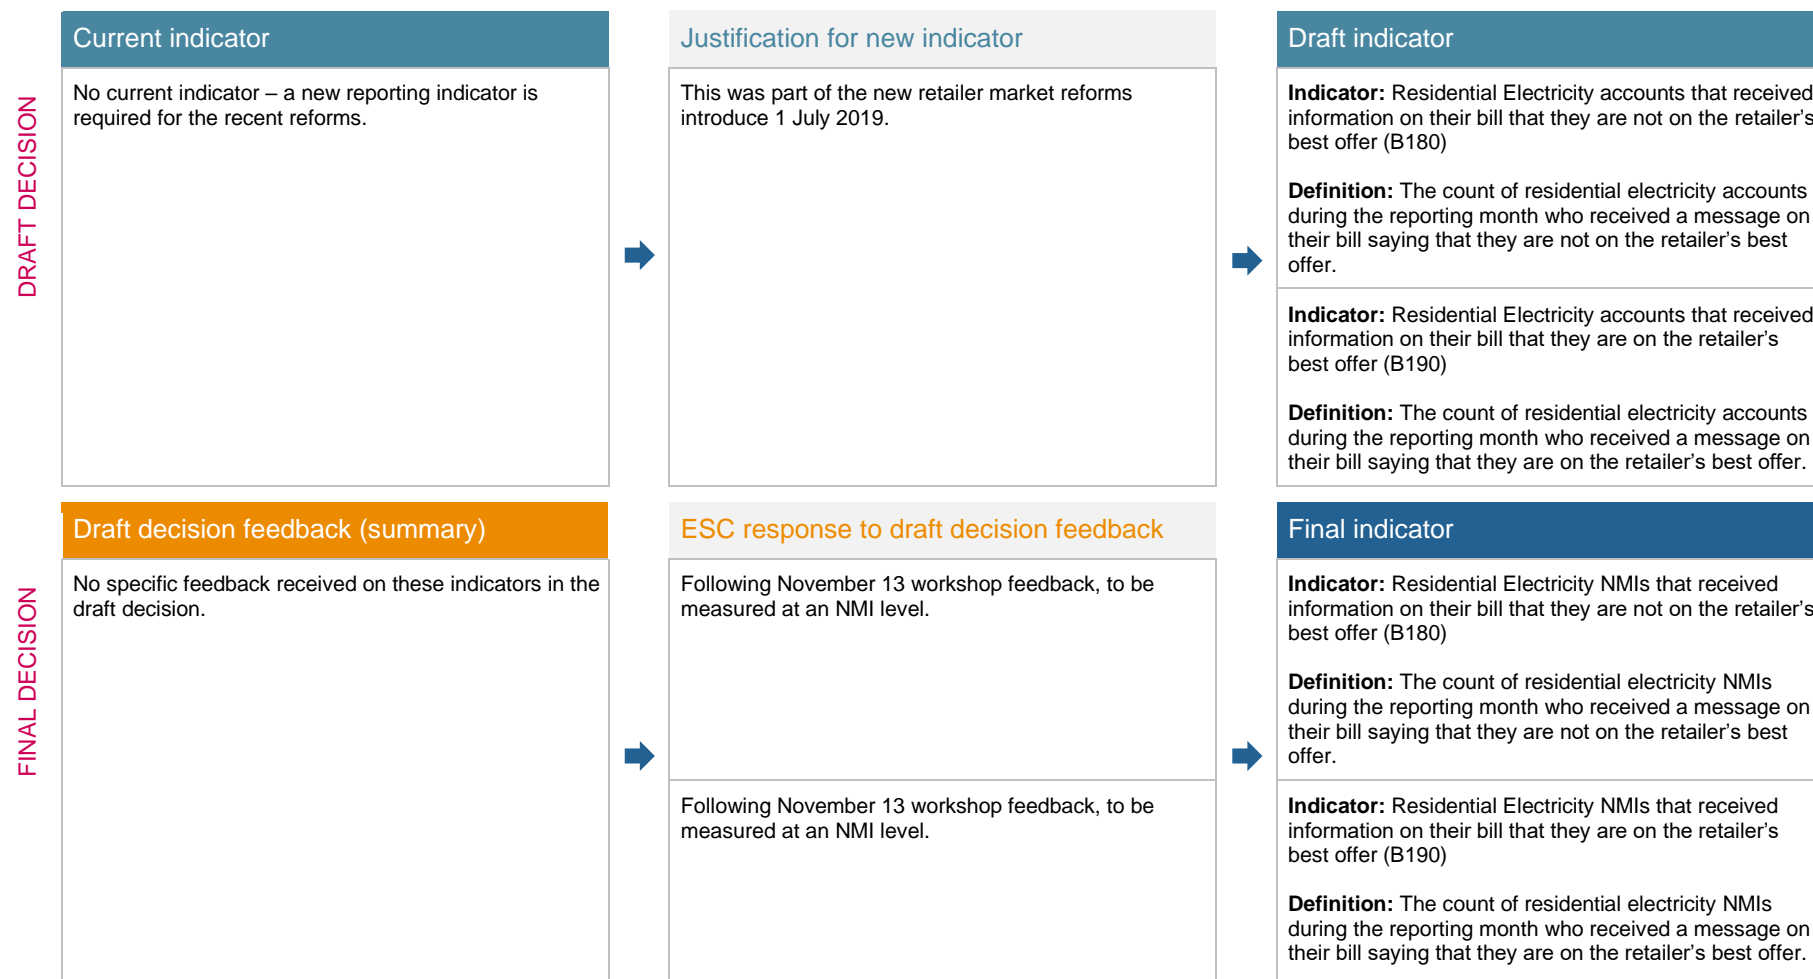 DRAFT DECISION
Current indicator
No current indicator – a new reporting indicator is
required for the recent reforms.
Justification for new indicator
This was part of the new retailer market reforms
introduce 1 July 2019.
Draft indicator
Indicator: Residential Electricity accounts that received
information on their bill that they are not on the retailer's
best offer (B180)
Definition: The count of residential electricity accounts
during the reporting month who received a message on
their bill saying that they are not on the retailer's best
offer.
Indicator: Residential Electricity accounts that received
information on their bill that they are on the retailer's
best offer (B190)
Definition: The count of residential electricity accounts
during the reporting month who received a message on
their bill saying that they are on the retailer's best offer.
FINAL DECISION
Draft decision feedback (summary)
No specific feedback received on these indicators in the
draft decision.
ESC response to draft decision feedback
Following November 13 workshop feedback, to be
measured at an NMI level.
Following November 13 workshop feedback, to be
measured at an NMI level.
Final indicator
Indicator: Residential Electricity NMIs that received
information on their bill that they are not on the retailer's
best offer (B180)
Definition: The count of residential electricity NMIs
during the reporting month who received a message on
their bill saying that they are not on the retailer's best
offer.
Indicator: Residential Electricity NMIs that received
information on their bill that they are on the retailer's
best offer (B190)
Definition: The count of residential electricity NMIs
during the reporting month who received a message on
their bill saying that they are on the retailer's best offer.